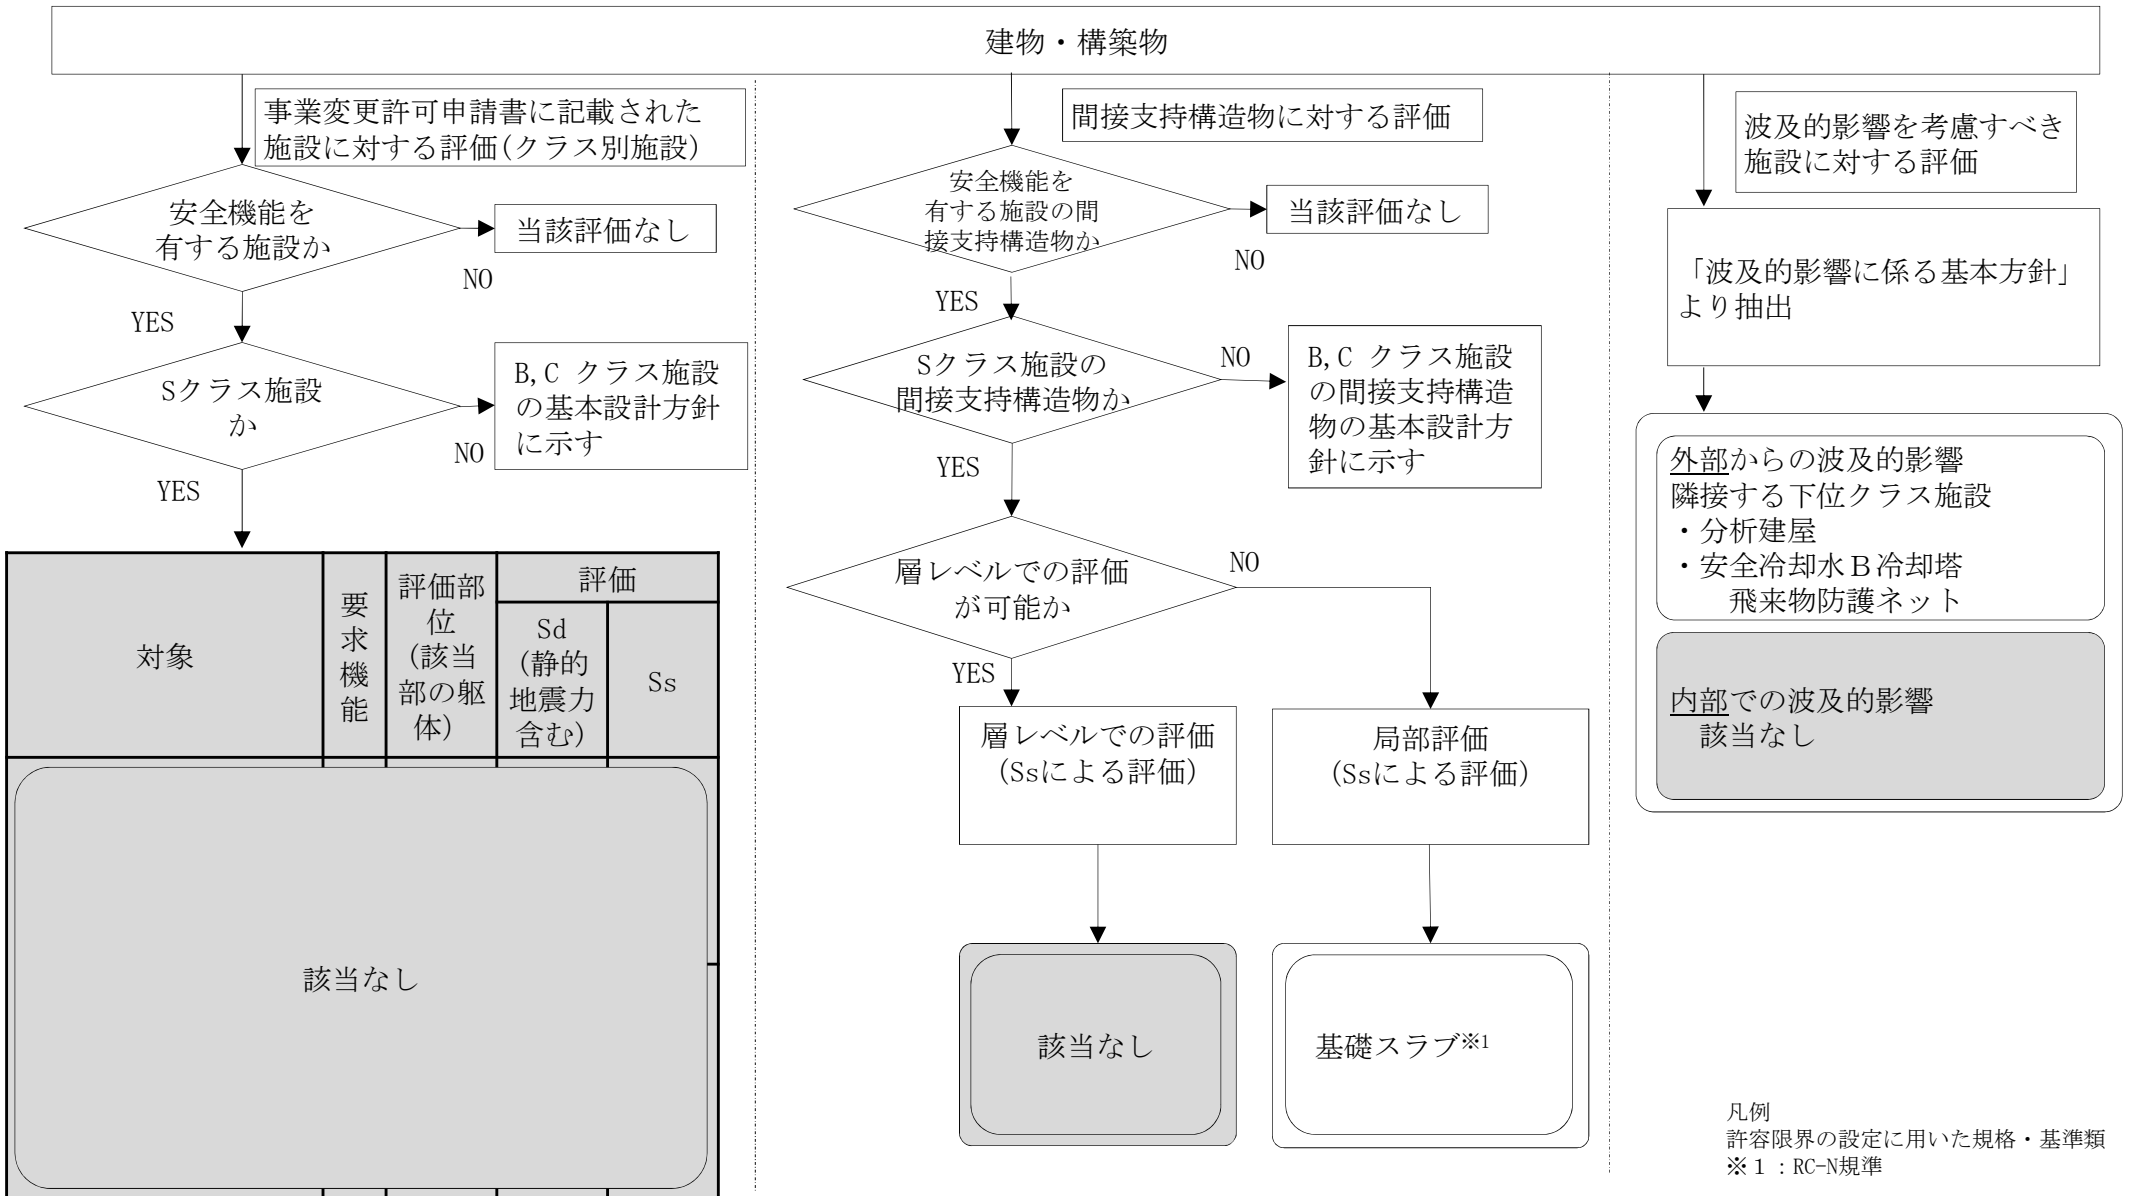 建物・構築物
事業変更許可申請書に記載された
施設に対する評価(クラス別施設)
安全機能を
有する施設か
当該評価なし
NO
YES
Sクラス施設
か
B,C クラス施設
の基本設計方針
に示す
NO
YES
対象
要
求
機
能
評価部
位
(該当
部の躯
体)
評価
Sd
(静的
地震力
含む)
Ss
該当なし
間接支持構造物に対する評価
安全機能を
有する施設の間
接支持構造物か
当該評価なし
NO
YES
Sクラス施設の
間接支持構造物か
NO
B,C クラス施設
の間接支持構造
物の基本設計方
針に示す
YES
層レベルでの評価
が可能か
NO
YES
層レベルでの評価
(Ssによる評価)
局部評価
(Ssによる評価)
該当なし
基礎スラブ※1
波及的影響を考慮すべき
施設に対する評価
「波及的影響に係る基本方針」
より抽出
外部からの波及的影響
隣接する下位クラス施設
・分析建屋
・安全冷却水Ｂ冷却塔
飛来物防護ネット
内部での波及的影響
該当なし
凡例
許容限界の設定に用いた規格・基準類
※１：RC-N規準